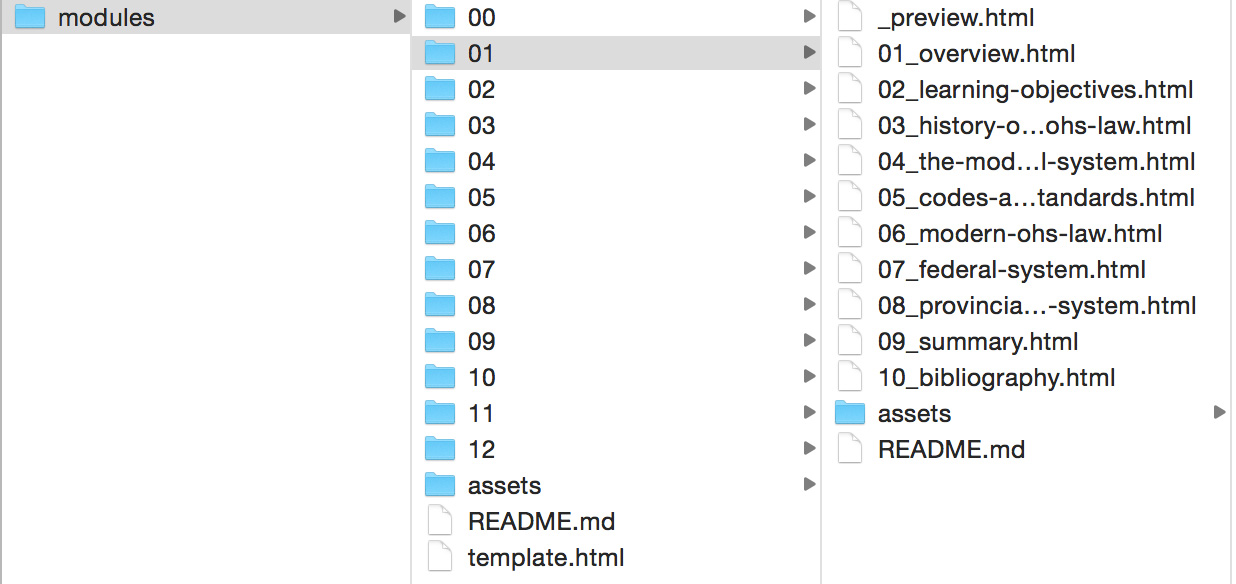 modules
00
01
02
03
04
05
06
07
08
09
10
11
12
assets
README.md
template.html
_preview.html
01_overview.html
02_learning-objectives.html
03_history-o…ohs-law.html
04_the-mod…l-system.html
05_codes-a…tandards.html
06_modern-ohs-law.html
07_federal-system.html
08_provincia…-system.html
09_summary.html
10_bibliography.html
assets
README.md